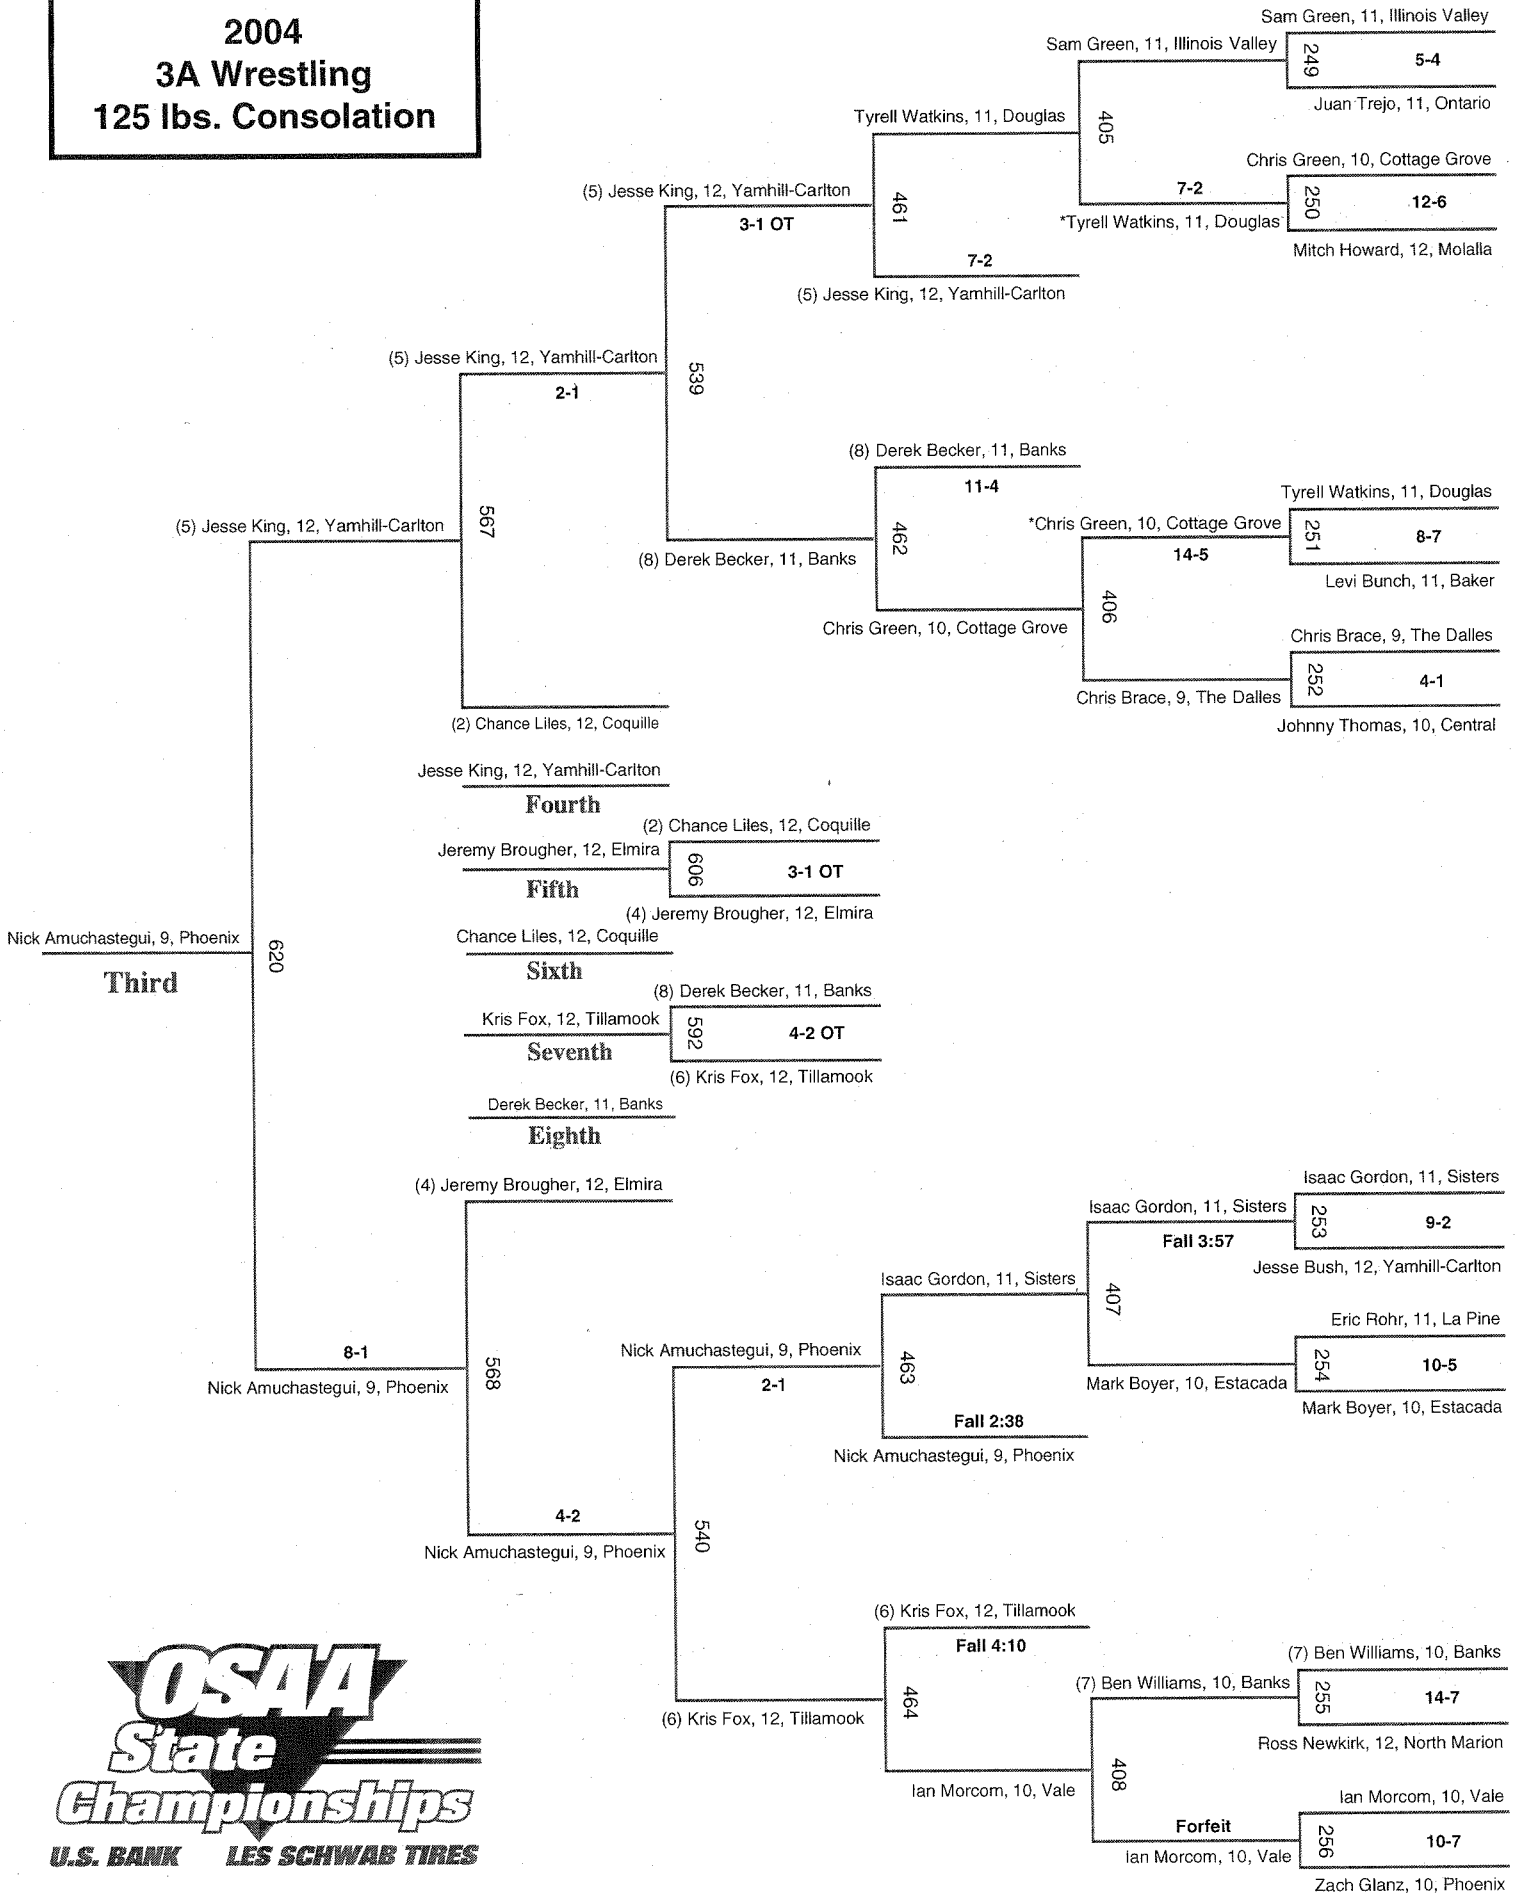 2004
3A Wrestling
125 lbs. Consolation
Sam Green, 11, Illinois Valley
Sam Green, 11, Illinois Valley
249
5-4
Juan Trejo, 11, Ontario
Tyrell Watkins, 11, Douglas
405
Chris Green, 10, Cottage Grove
7-2
250
12-6
*Tyrell Watkins, 11, Douglas
Mitch Howard, 12, Molalla
(5) Jesse King, 12, Yamhill-Carlton
3-1 OT
461
7-2
(5) Jesse King, 12, Yamhill-Carlton
(5) Jesse King, 12, Yamhill-Carlton
2-1
539
(8) Derek Becker, 11, Banks
11-4
Tyrell Watkins, 11, Douglas
(5) Jesse King, 12, Yamhill-Carlton
567
462
*Chris Green, 10, Cottage Grove
14-5
251
8-7
(8) Derek Becker, 11, Banks
Levi Bunch, 11, Baker
406
Chris Green, 10, Cottage Grove
Chris Brace, 9, The Dalles
252
4-1
Chris Brace, 9, The Dalles
Johnny Thomas, 10, Central
(2) Chance Liles, 12, Coquille
Jesse King, 12, Yamhill-Carlton
Fourth
(2) Chance Liles, 12, Coquille
Jeremy Brougher, 12, Elmira
606
3-1 OT
Fifth
(4) Jeremy Brougher, 12, Elmira
Nick Amuchastegui, 9, Phoenix
620
Third
Chance Liles, 12, Coquille
Sixth
(8) Derek Becker, 11, Banks
Kris Fox, 12, Tillamook
592
4-2 OT
Seventh
(6) Kris Fox, 12, Tillamook
Derek Becker, 11, Banks
Eighth
(4) Jeremy Brougher, 12, Elmira
Isaac Gordon, 11, Sisters
Isaac Gordon, 11, Sisters
253
9-2
Fall 3:57
Jesse Bush, 12, Yamhill-Carlton
Isaac Gordon, 11, Sisters
407
Eric Rohr, 11, La Pine
8-1
568
Nick Amuchastegui, 9, Phoenix
2-1
463
254
10-5
Nick Amuchastegui, 9, Phoenix
Mark Boyer, 10, Estacada
Mark Boyer, 10, Estacada
Fall 2:38
Nick Amuchastegui, 9, Phoenix
4-2
540
Nick Amuchastegui, 9, Phoenix
(6) Kris Fox, 12, Tillamook
Fall 4:10
(7) Ben Williams, 10, Banks
(7) Ben Williams, 10, Banks
255
14-7
464
(6) Kris Fox, 12, Tillamook
Ross Newkirk, 12, North Marion
Ian Morcom, 10, Vale
408
Ian Morcom, 10, Vale
Forfeit
256
10-7
Ian Morcom, 10, Vale
Zach Glanz, 10, Phoenix
OSAA
State
Championships
U.S. BANK LES SCHWAB TIRES